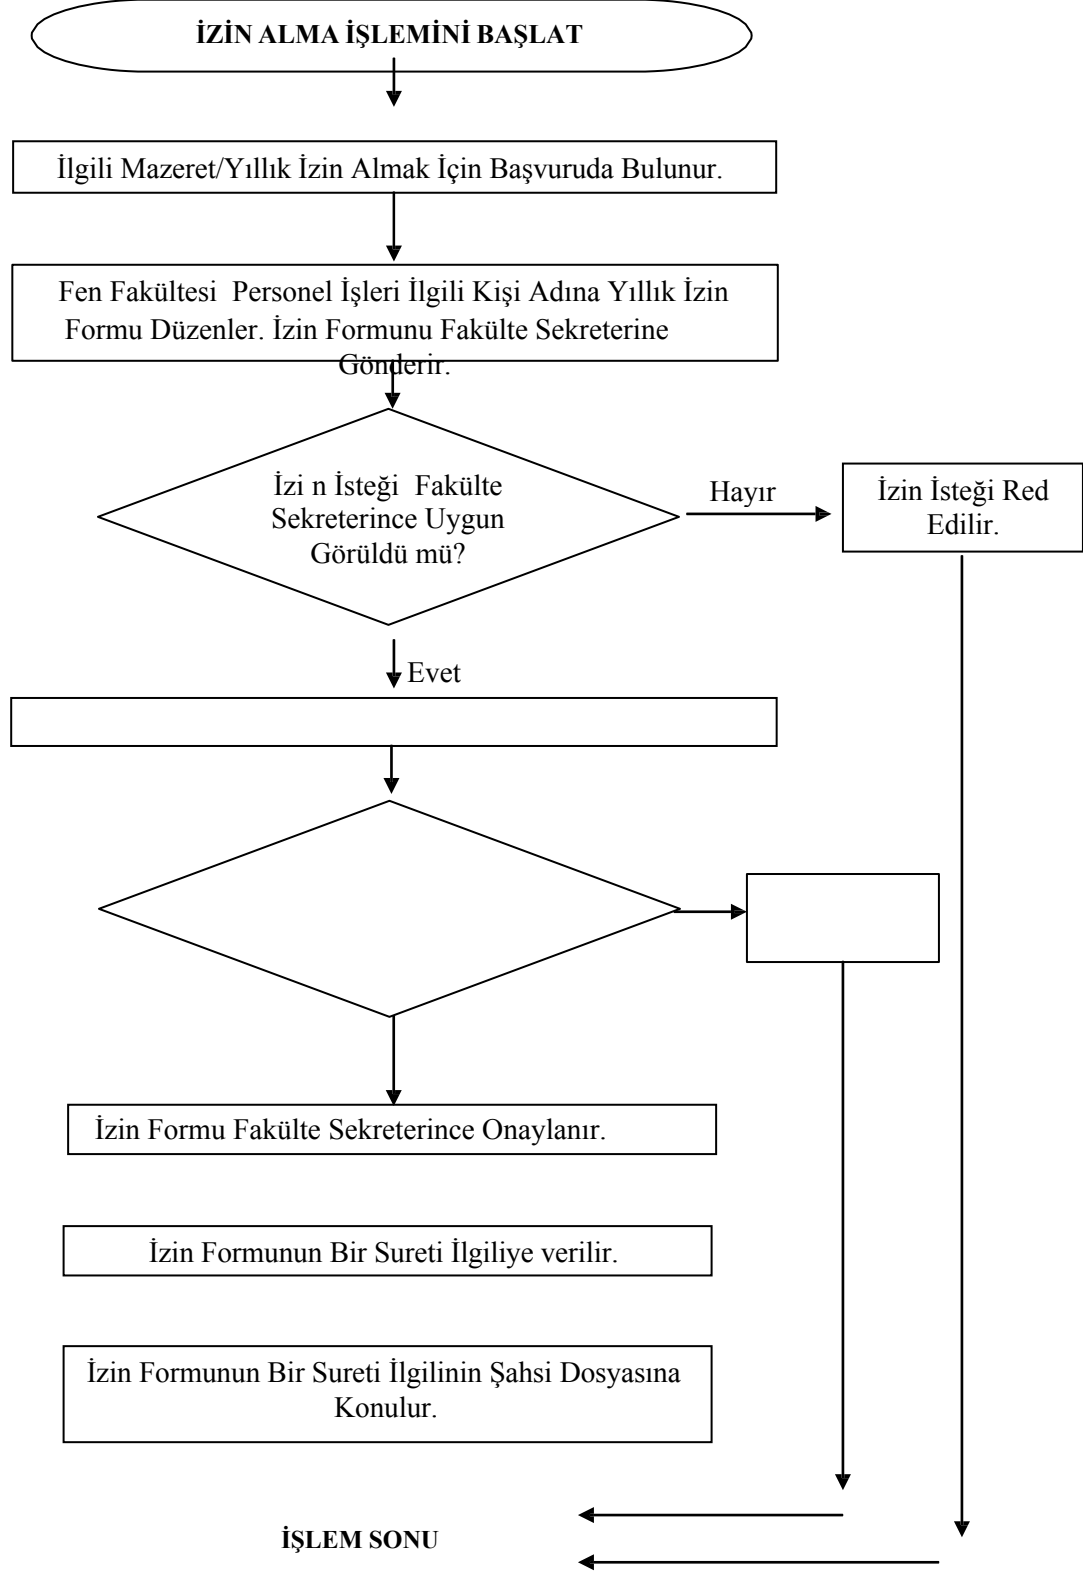 İZİN ALMA İŞLEMİNİ BAŞLAT
İlgili Mazeret/Yıllık İzin Almak İçin Başvuruda Bulunur.
Fen Fakültesi Personel İşleri İlgili Kişi Adına Yıllık İzin
Formu Düzenler. İzin Formunu Fakülte Sekreterine
Gönderir.
İzi n İsteği Fakülte
Sekreterince Uygun
Görüldü mü?
Hayır
İzin İsteği Red
Edilir.
Evet
İzin Formu Fakülte Sekreterince Onaylanır.
İzin Formunun Bir Sureti İlgiliye verilir.
İzin Formunun Bir Sureti İlgilinin Şahsi Dosyasına
Konulur.
İŞLEM SONU